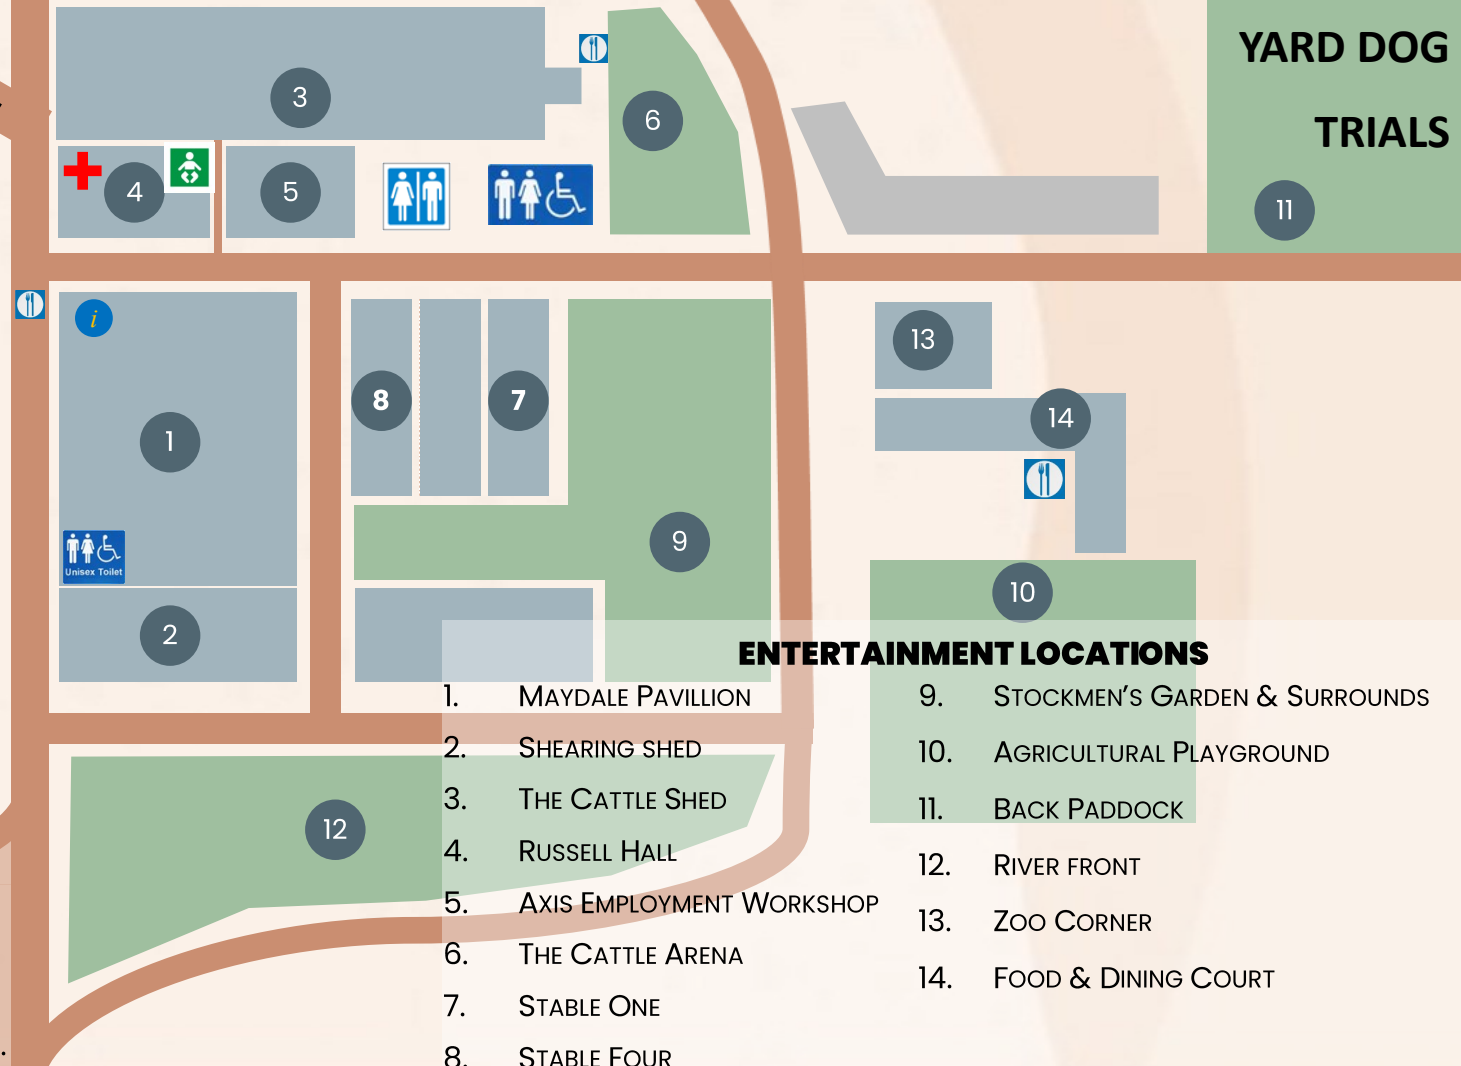 YARD DOG
TRIALS
3
6
4
5
11
i
13
8
7
14
1
9
Unisex Toilet
10
2
12
ENTERTAINMENT LOCATIONS
1. MAYDALE PAVILLION
2. SHEARING SHED
3. THE CATTLE SHED
4. RUSSELL HALL
5. AXIS EMPLOYMENT WORKSHOP
6. THE CATTLE ARENA
7. STABLE ONE
8. STABLE FOUR
9. STOCKMEN’S GARDEN & SURROUNDS
10. AGRICULTURAL PLAYGROUND
11. BACK PADDOCK
12. RIVER FRONT
13. ZOO CORNER
14. FOOD & DINING COURT